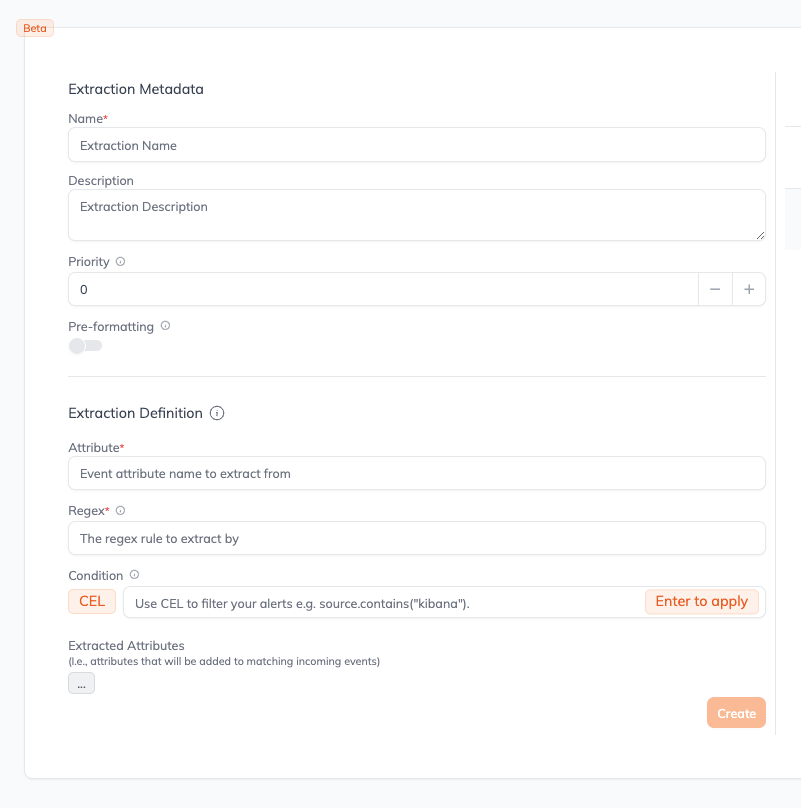 Beta
Extraction Metadata
Name*
Extraction Name
Description
Extraction Description
Priority
0
Pre-formatting
Extraction Definition
Attribute*
Event attribute name to extract from
Regex*
The regex rule to extract by
Condition
CEL Use CEL to filter your alerts e.g. source.contains("kibana"). Enter to apply
Extracted Attributes
(I.e., attributes that will be added to matching incoming events)
...
Create